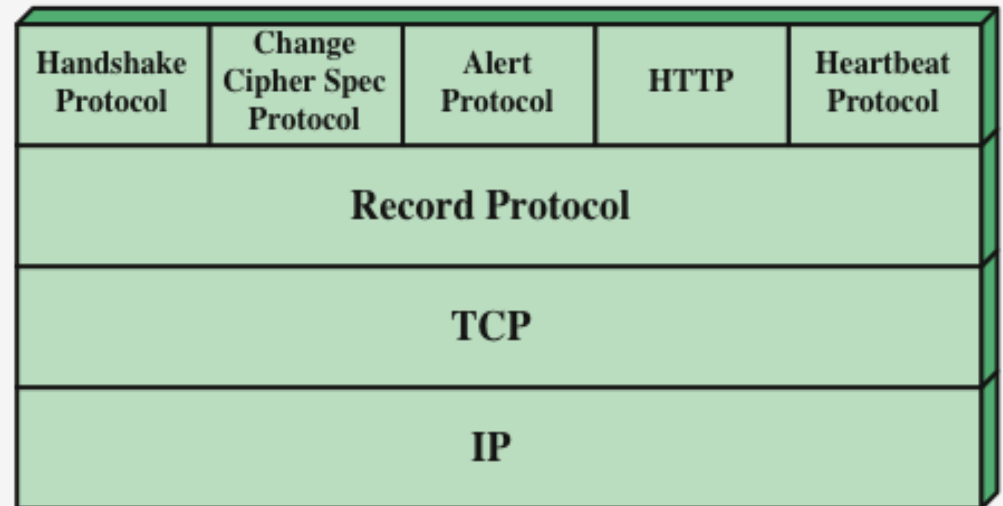 Handshake
Protocol
Change
Cipher Spec
Protocol
Alert
Protocol
HTTP
Heartbeat
Protocol
Record Protocol
TCP
IP